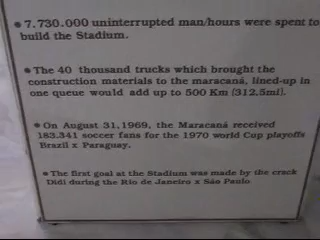 • 7.730.000 uninterrupted man/hours were spent to
build the Stadium.
• The 40 thousand trucks which brought the
construction materials to the maracaná, lined-up in
one queue would add up to 500 Km (312,5mi).
• On August 31,1969, the Maracaná received
183.341 soccer fans for the 1970 world Cup playoffs
Brazil x Paraguay.
• The first goal at the Stadium was made by the crack
Didi during the Rio de Janeiro x São Paulo